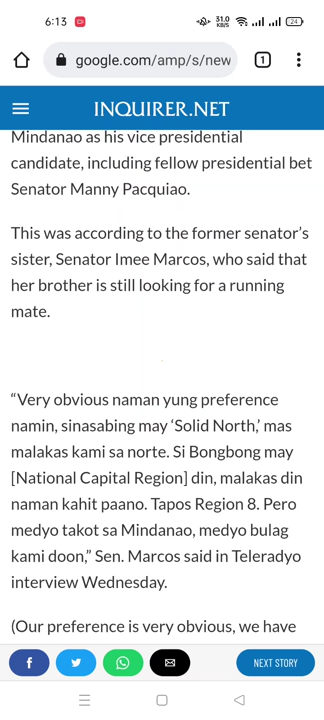 6:13
31.0
KB/S
24
google.com/amp/s/new
1
INQUIRER.NET
Mindanao as his vice presidential
candidate, including fellow presidential bet
Senator Manny Pacquiao.
This was according to the former senator’s
sister, Senator Imee Marcos, who said that
her brother is still looking for a running
mate.
“Very obvious naman yung preference
namin, sinasabing may ‘Solid North,’ mas
malakas kami sa norte. Si Bongbong may
[National Capital Region] din, malakas din
naman kahit paano. Tapos Region 8. Pero
medyo takot sa Mindanao, medyo bulag
kami doon,” Sen. Marcos said in Teleradyo
interview Wednesday.
(Our preference is very obvious, we have
NEXT STORY